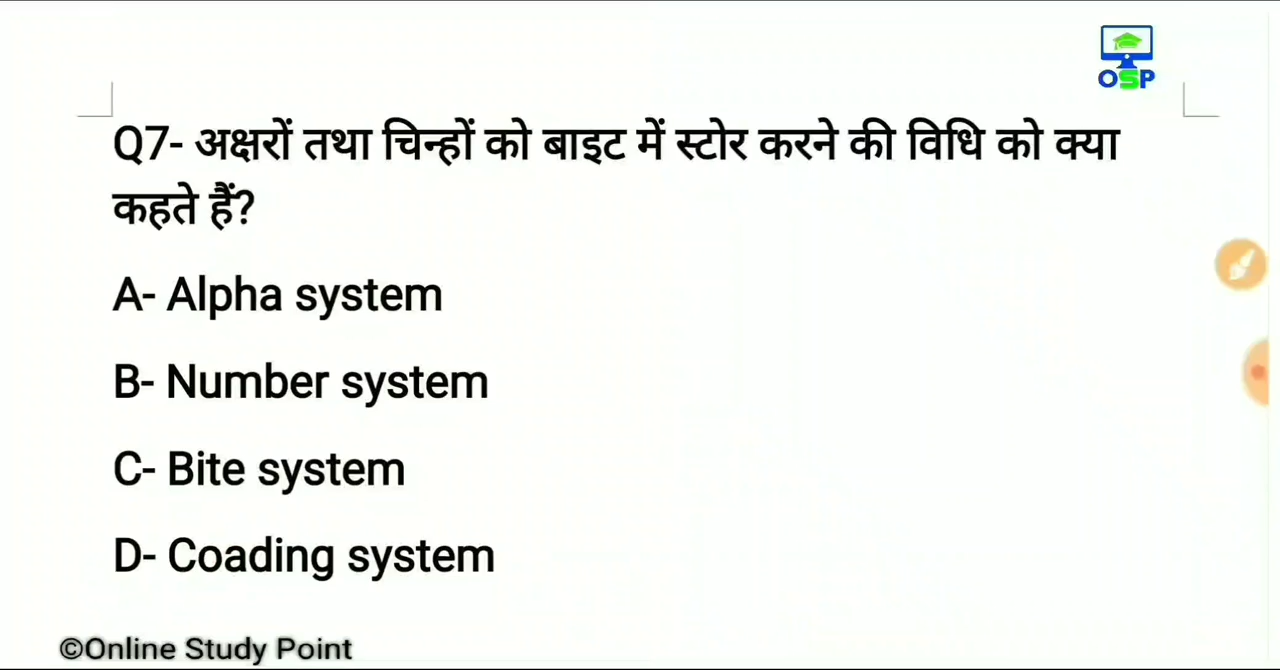 OSP
Q7- अक्षरों तथा चिन्हों को बाइट में स्टोर करने की विधि को क्या
कहते हैं?
A- Alpha system
B- Number system
C- Bite system
D- Coading system
©Online Study Point